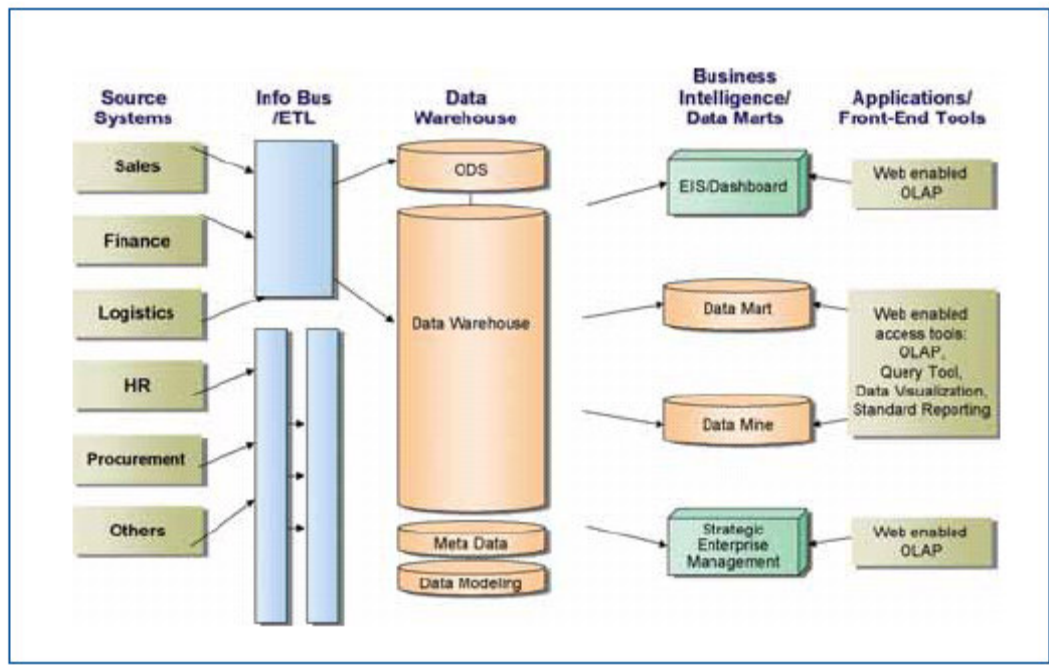 Source
Systems
Info Bus
/ETL
Data
Warehouse
Business
Intelligence/
Data Marts
Applications/
Front-End Tools
Sales
Finance
Logistics
HR
Procurement
Others
ODS
Data Warehouse
Meta Data
Data Modeling
EIS/Dashboard
Data Mart
Data Mine
Strategic
Enterprise
Management
Web enabled
OLAP
Web enabled
access tools:
OLAP,
Query Tool,
Data Visualization,
Standard Reporting
Web enabled
OLAP